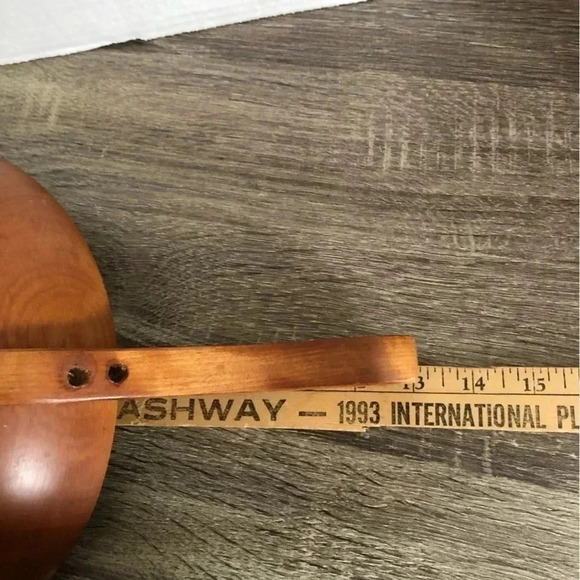 13 14 15
ASHWAY — 1993 INTERNATIONAL PL